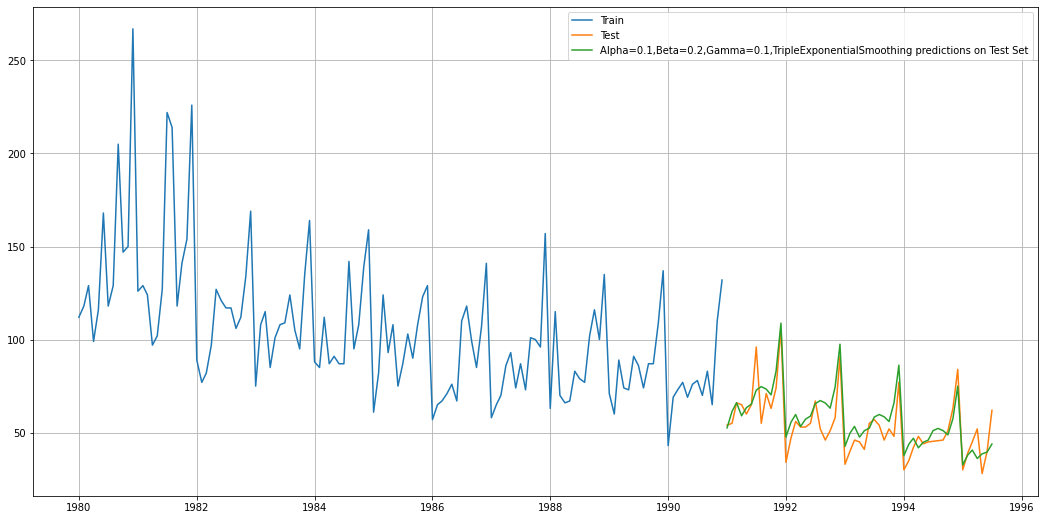 Train
Test
Alpha=0.1,Beta=0.2,Gamma=0.1,TripleExponentialSmoothing predictions on Test Set
250
200
150
100
50
1980 1982 1984 1986 1988 1990 1992 1994 1996